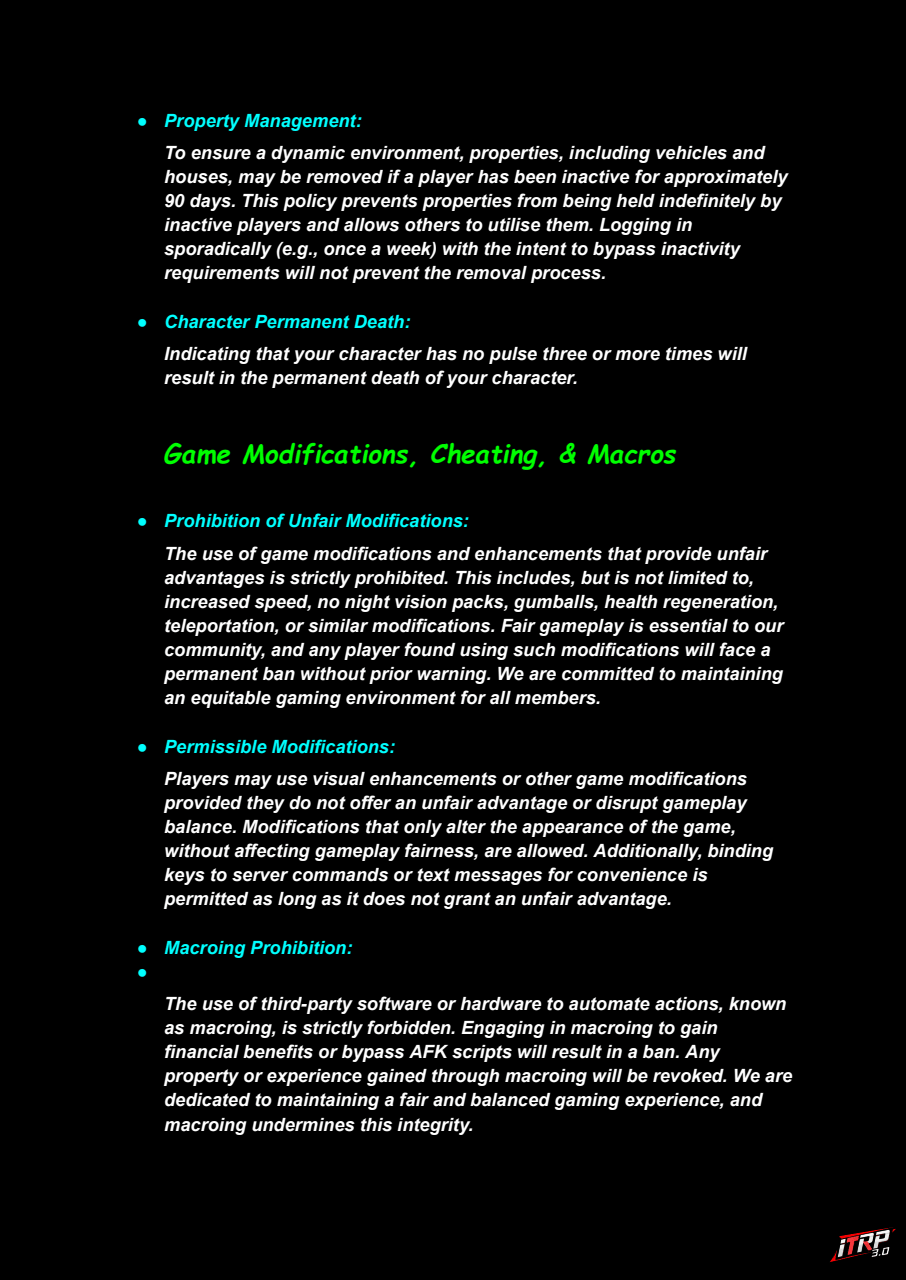 ● Property Management:
To ensure a dynamic environment, properties, including vehicles and
houses, may be removed if a player has been inactive for approximately
90 days. This policy prevents properties from being held indefinitely by
inactive players and allows others to utilise them. Logging in
sporadically (e.g., once a week) with the intent to bypass inactivity
requirements will not prevent the removal process.
● Character Permanent Death:
Indicating that your character has no pulse three or more times will
result in the permanent death of your character.
Game Modifications, Cheating, & Macros
● Prohibition of Unfair Modifications:
The use of game modifications and enhancements that provide unfair
advantages is strictly prohibited. This includes, but is not limited to,
increased speed, no night vision packs, gumballs, health regeneration,
teleportation, or similar modifications. Fair gameplay is essential to our
community, and any player found using such modifications will face a
permanent ban without prior warning. We are committed to maintaining
an equitable gaming environment for all members.
● Permissible Modifications:
Players may use visual enhancements or other game modifications
provided they do not offer an unfair advantage or disrupt gameplay
balance. Modifications that only alter the appearance of the game,
without affecting gameplay fairness, are allowed. Additionally, binding
keys to server commands or text messages for convenience is
permitted as long as it does not grant an unfair advantage.
● Macroing Prohibition:
●
The use of third-party software or hardware to automate actions, known
as macroing, is strictly forbidden. Engaging in macroing to gain
financial benefits or bypass AFK scripts will result in a ban. Any
property or experience gained through macroing will be revoked. We are
dedicated to maintaining a fair and balanced gaming experience, and
macroing undermines this integrity.
iTRP
3.0